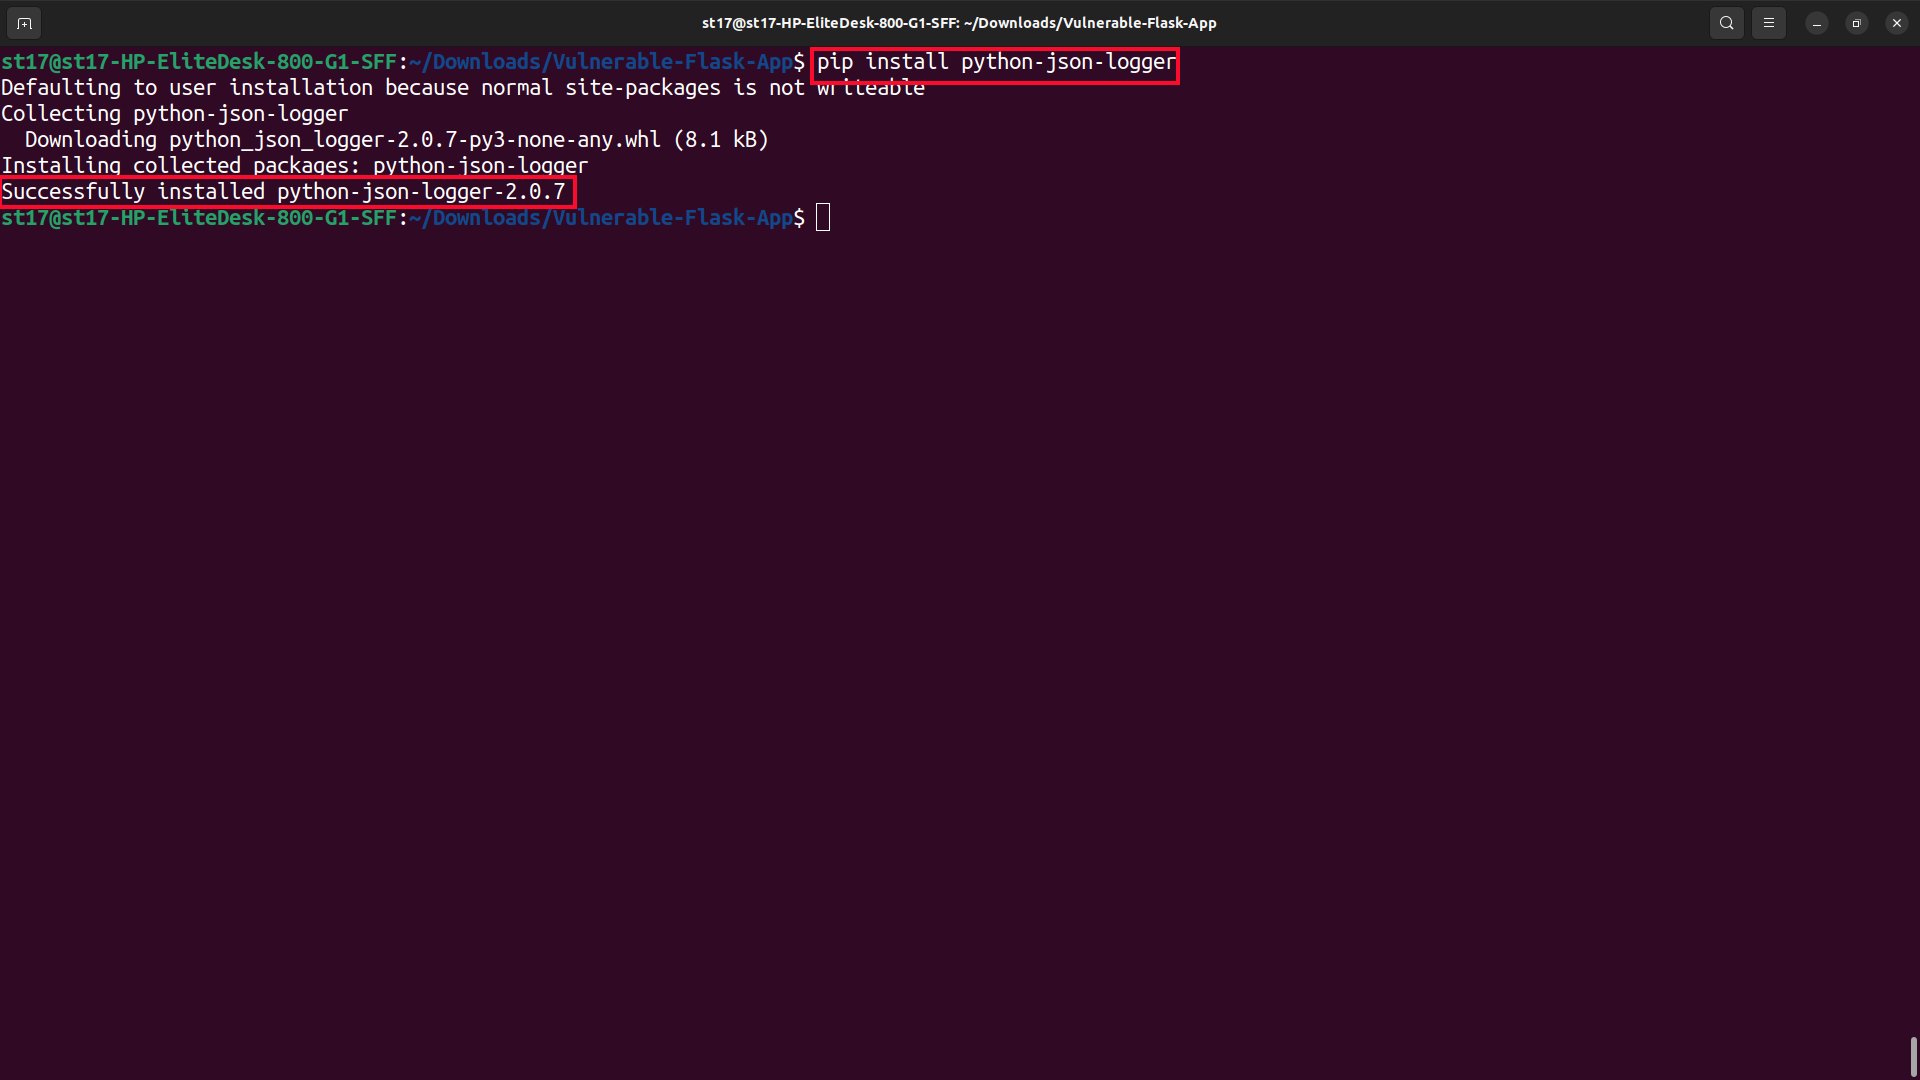 st17@st17-HP-EliteDesk-800-G1-SFF: ~/Downloads/Vulnerable-Flask-App
st17@st17-HP-EliteDesk-800-G1-SFF:~/Downloads/Vulnerable-Flask-App$ pip install python-json-logger
Defaulting to user installation because normal site-packages is not writeable
Collecting python-json-logger
  Downloading python_json_logger-2.0.7-py3-none-any.whl (8.1 kB)
Installing collected packages: python-json-logger
Successfully installed python-json-logger-2.0.7
st17@st17-HP-EliteDesk-800-G1-SFF:~/Downloads/Vulnerable-Flask-App$